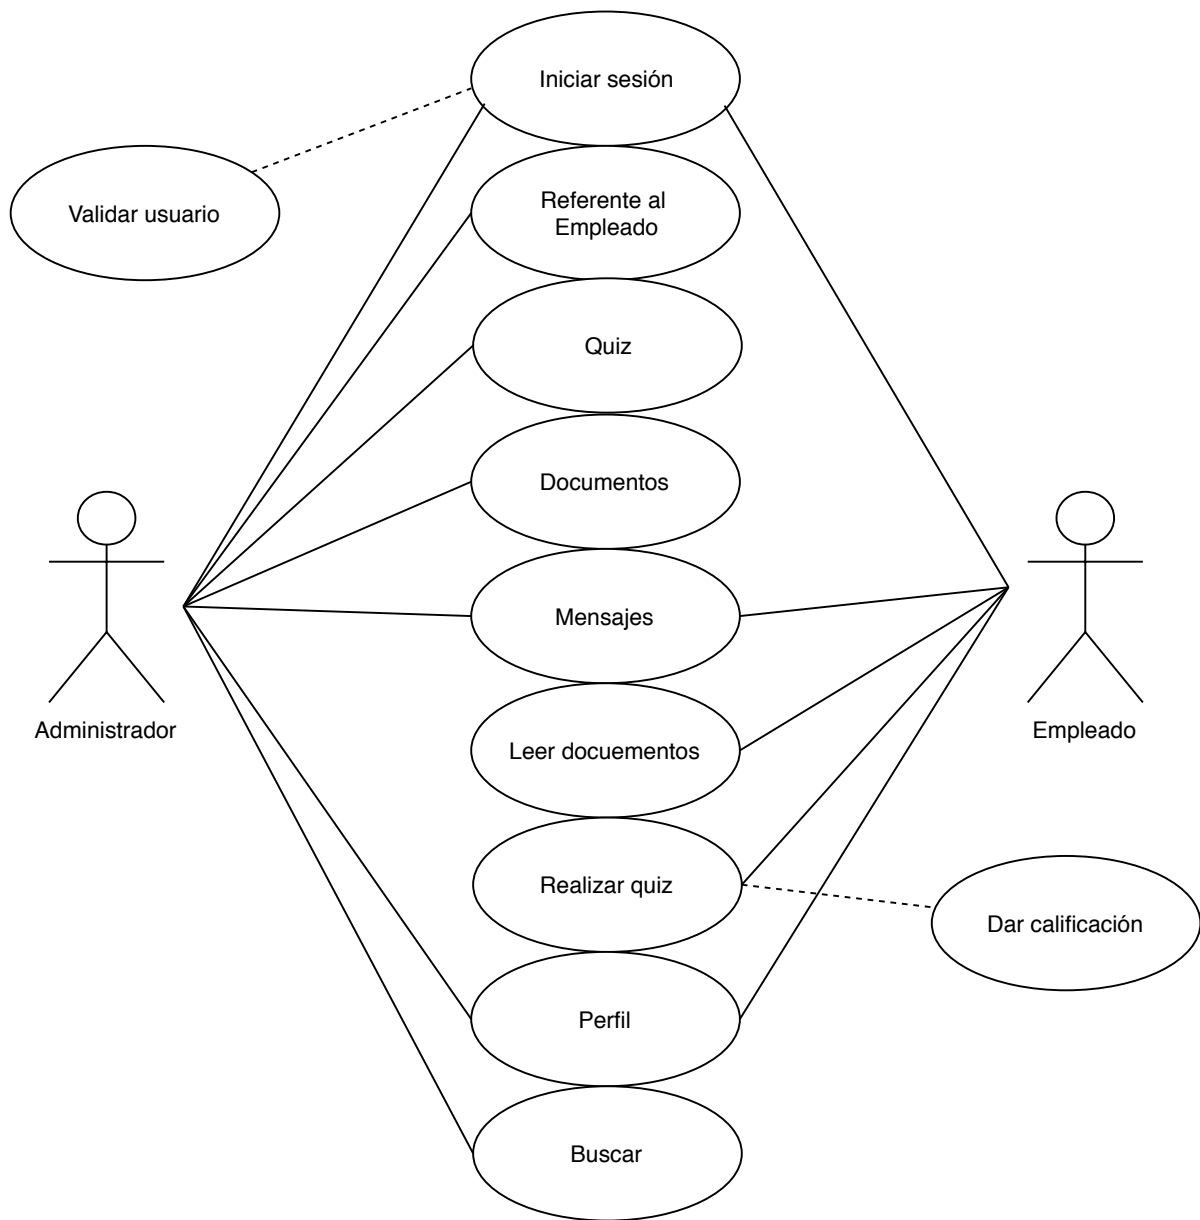 Iniciar sesión
Validar usuario
Referente al
Empleado
Quiz
Documentos
Mensajes
Administrador
Empleado
Leer docuementos
Realizar quiz
Dar calificación
Perfil
Buscar